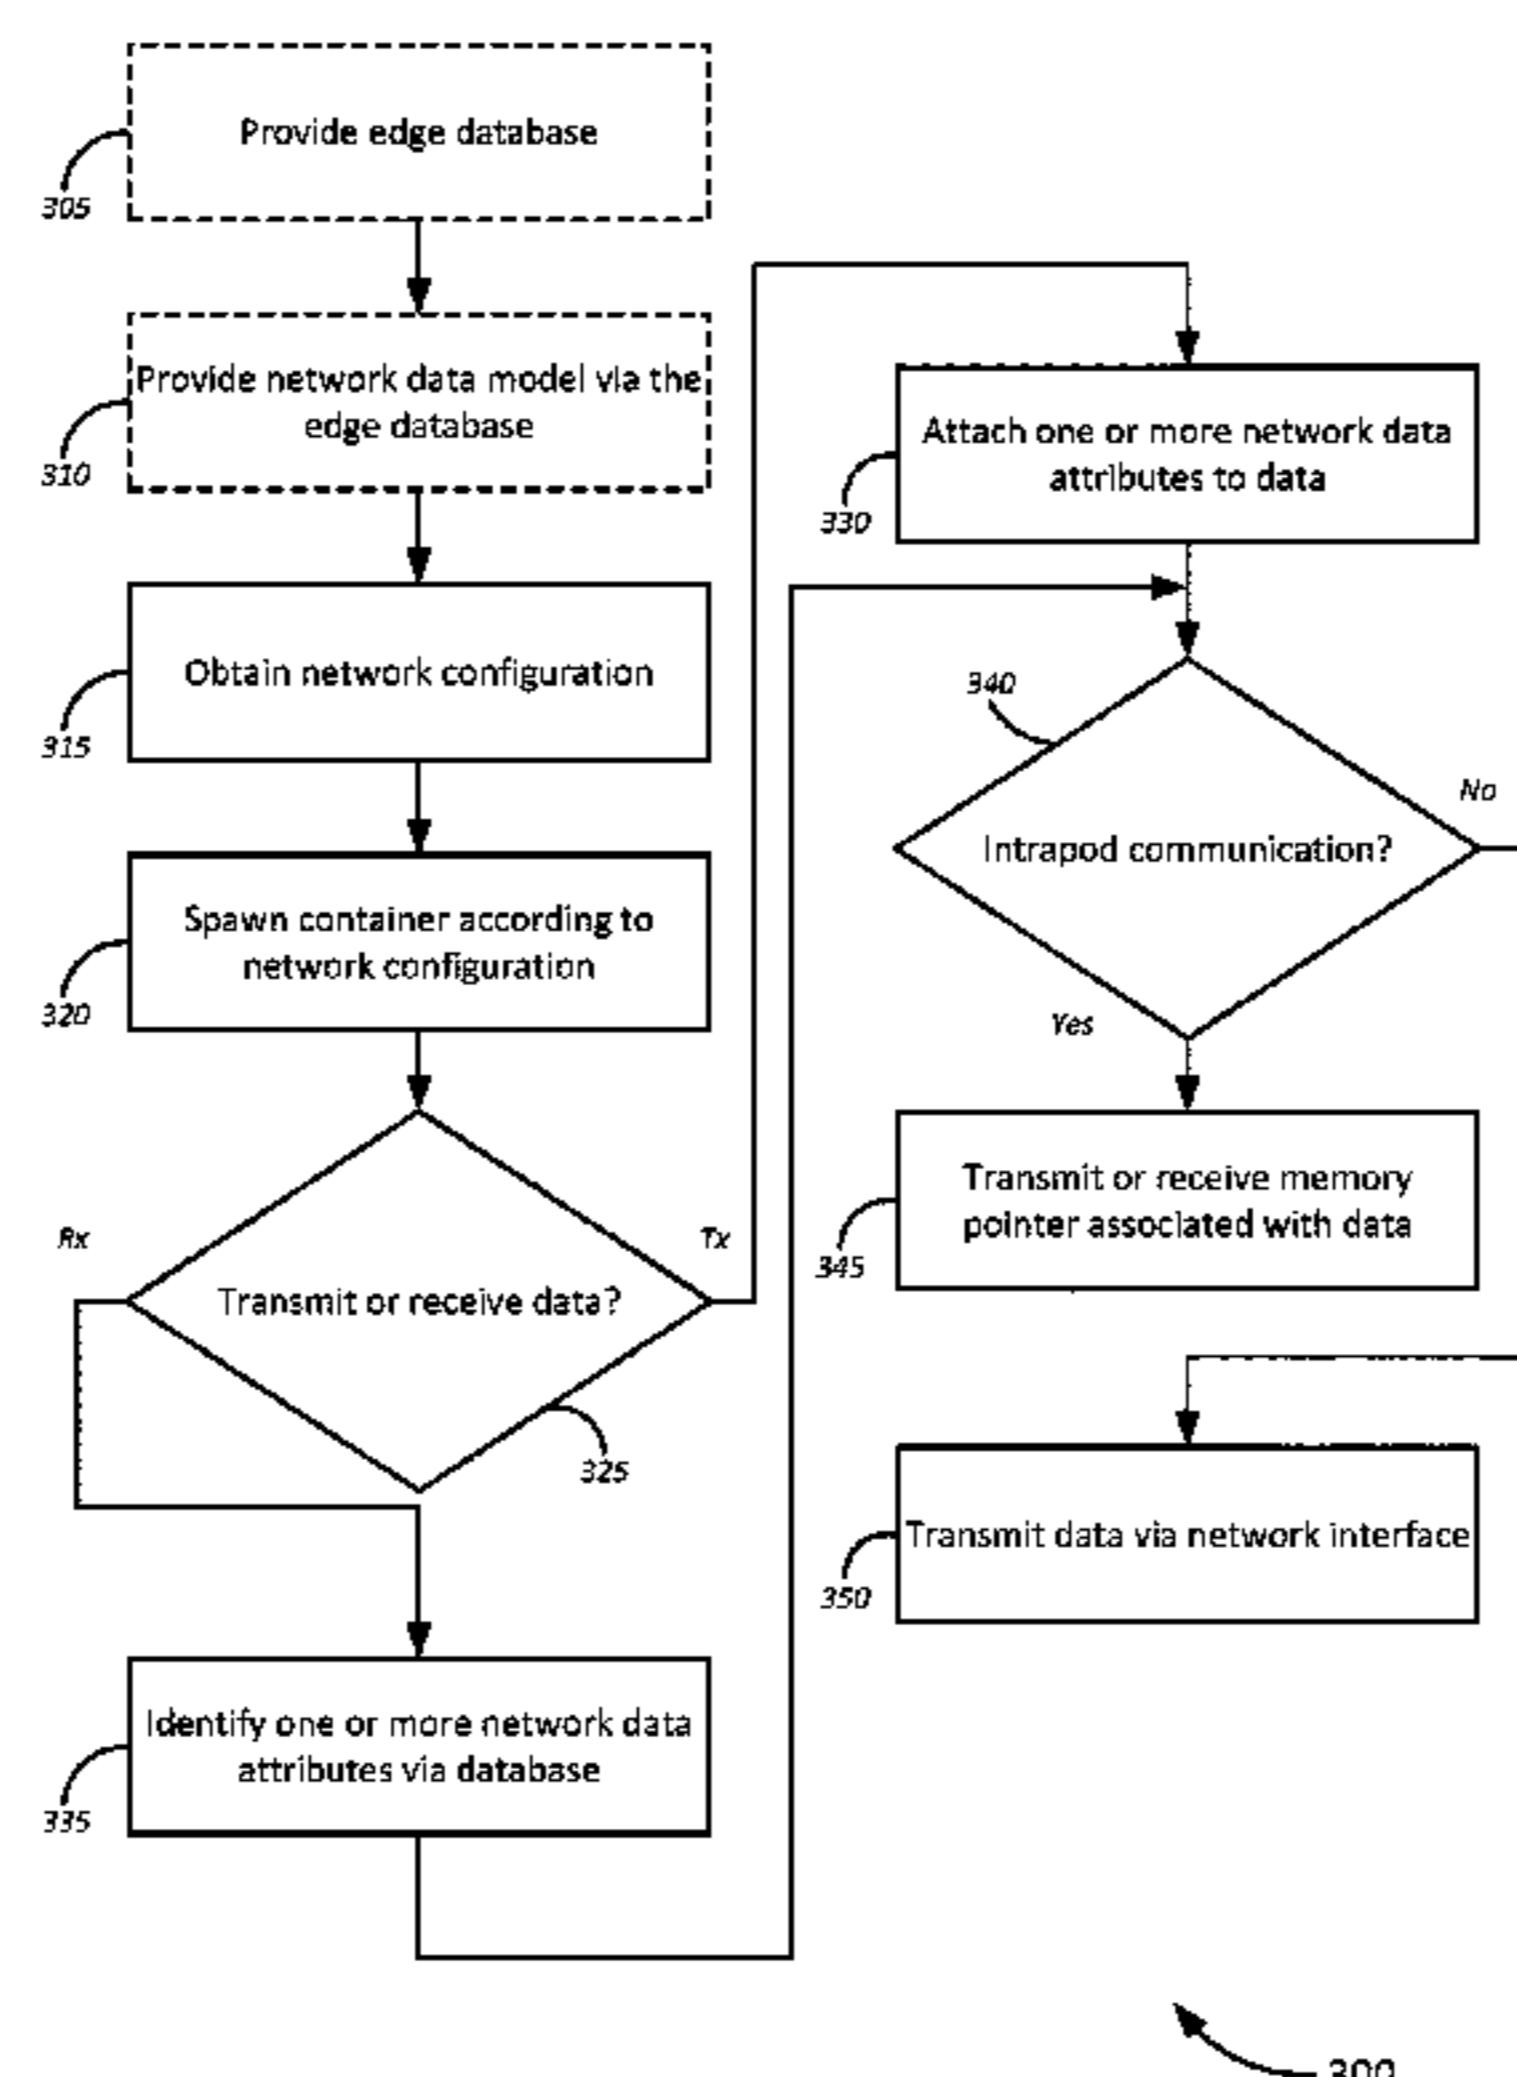 Provide edge database
305
Provide network data model via the
edge database
310
Obtain network configuration
315
Spawn container according to
network configuration
320
Rx
Tx
Transmit or receive data?
325
Identify one or more network data
attributes via database
335
Attach one or more network data
attributes to data
330
340
No
Intrapod communication?
Yes
Transmit or receive memory
pointer associated with data
345
Transmit data via network interface
350
300